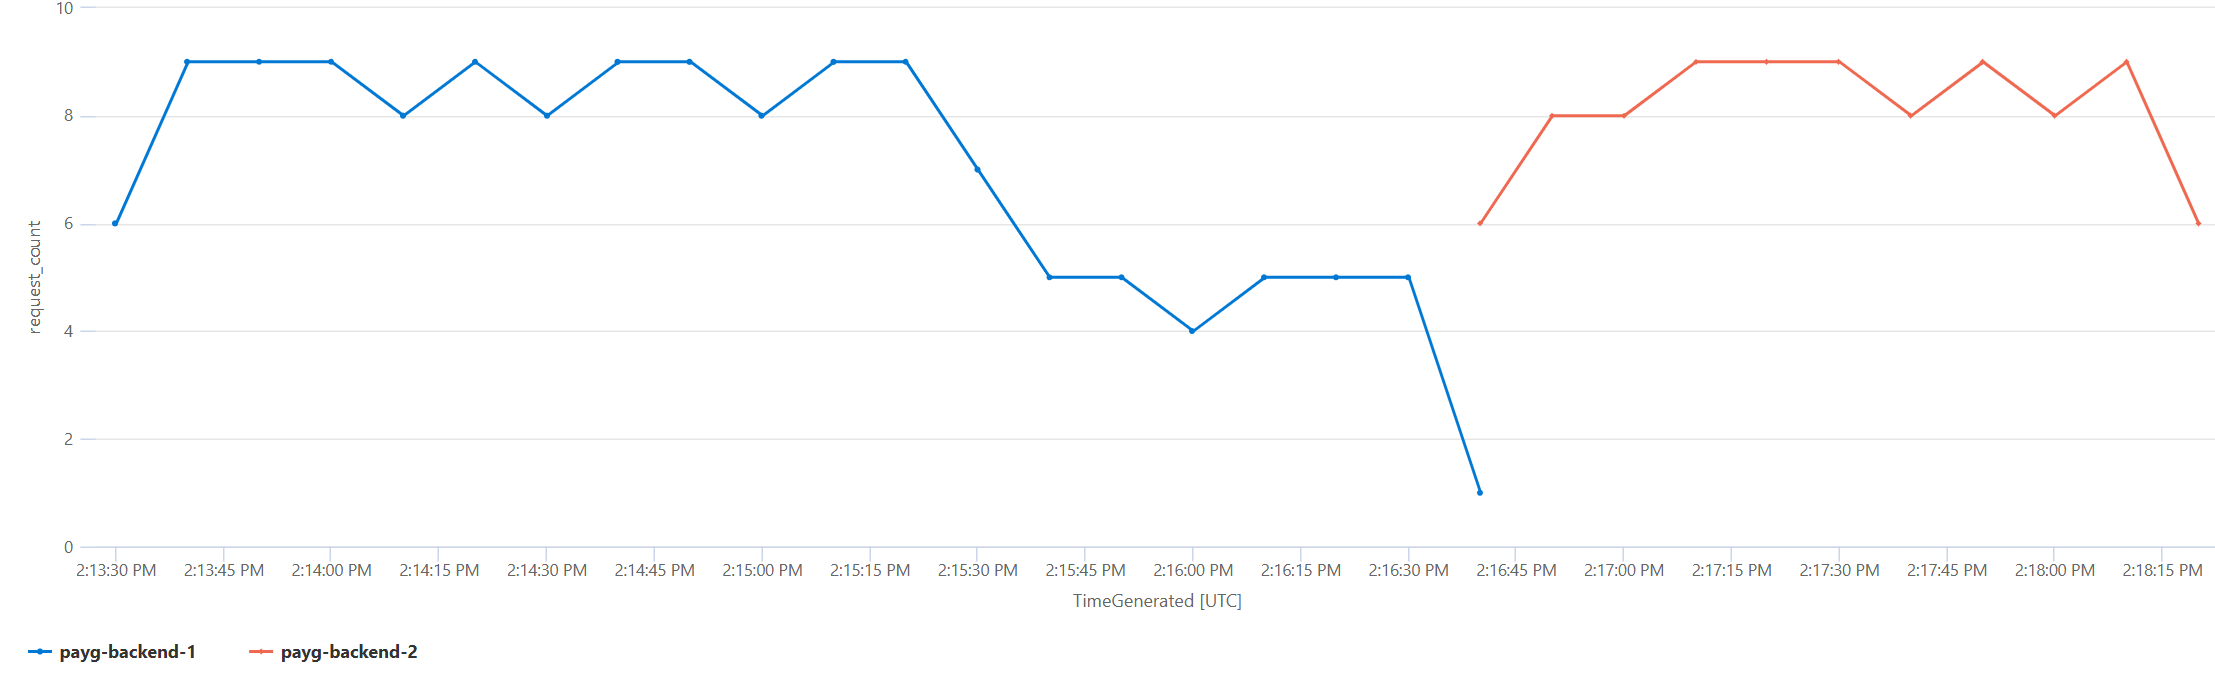 10
8
6
4
2
0
request_count
2:13:30 PM 2:13:45 PM 2:14:00 PM 2:14:15 PM 2:14:30 PM 2:14:45 PM 2:15:00 PM 2:15:15 PM 2:15:30 PM 2:15:45 PM 2:16:00 PM 2:16:15 PM 2:16:30 PM 2:16:45 PM 2:17:00 PM 2:17:15 PM 2:17:30 PM 2:17:45 PM 2:18:00 PM 2:18:15 PM
TimeGenerated [UTC]
payg-backend-1 payg-backend-2